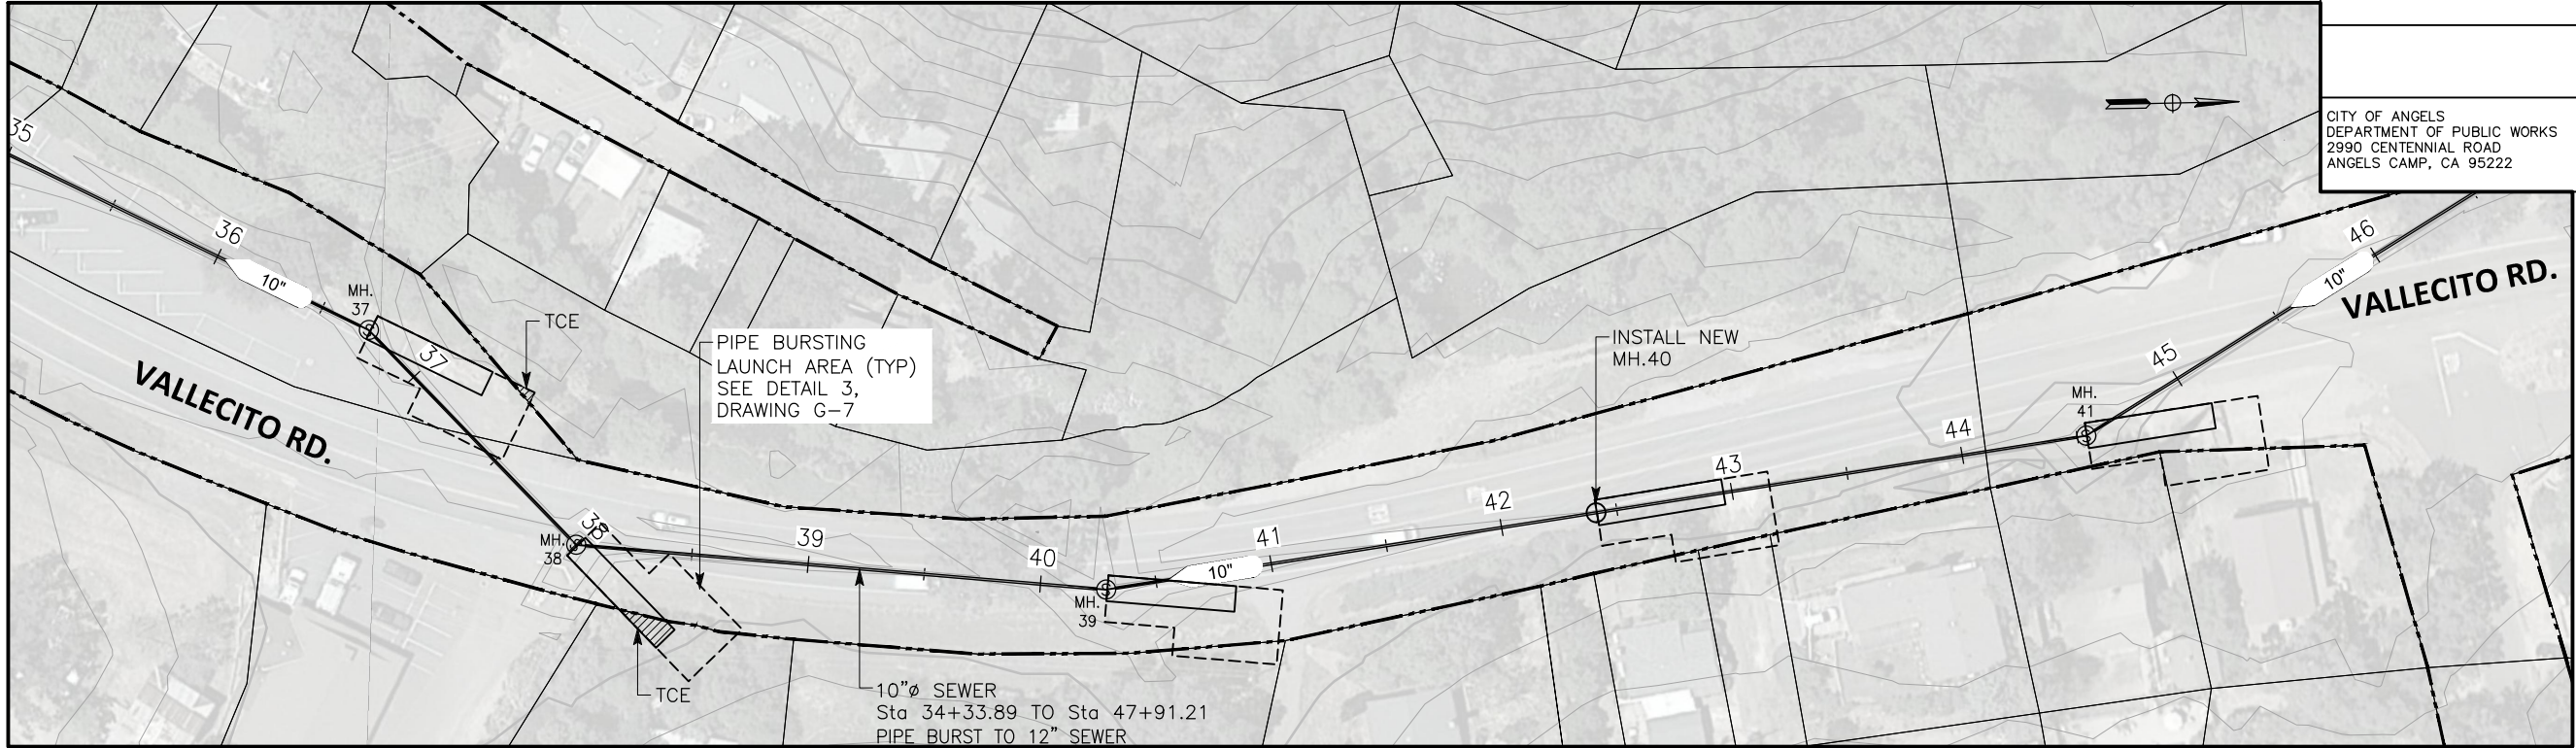 CITY OF ANGELS
DEPARTMENT OF PUBLIC WORKS
2990 CENTENNIAL ROAD
ANGELS CAMP, CA 95222
35
36
10"
MH.
37
37
TCE
VALLECITO RD.
PIPE BURSTING
LAUNCH AREA (TYP)
SEE DETAIL 3,
DRAWING G-7
MH.
38
38
TCE
39
40
MH.
39
10"
41
42
INSTALL NEW
MH.40
43
44
MH.
41
45
46
10"
VALLECITO RD.
10"ø SEWER
Sta 34+33.89 TO Sta 47+91.21
PIPE BURST TO 12" SEWER